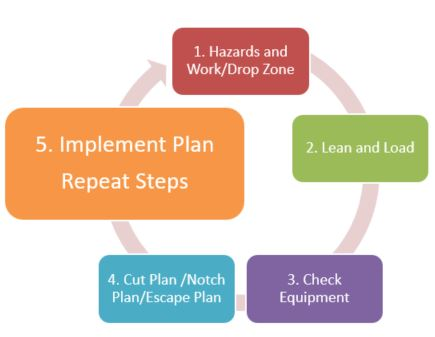 1. Hazards and
Work/Drop Zone
2. Lean and Load
3. Check
Equipment
4. Cut Plan /Notch
Plan/Escape Plan
5. Implement Plan
Repeat Steps